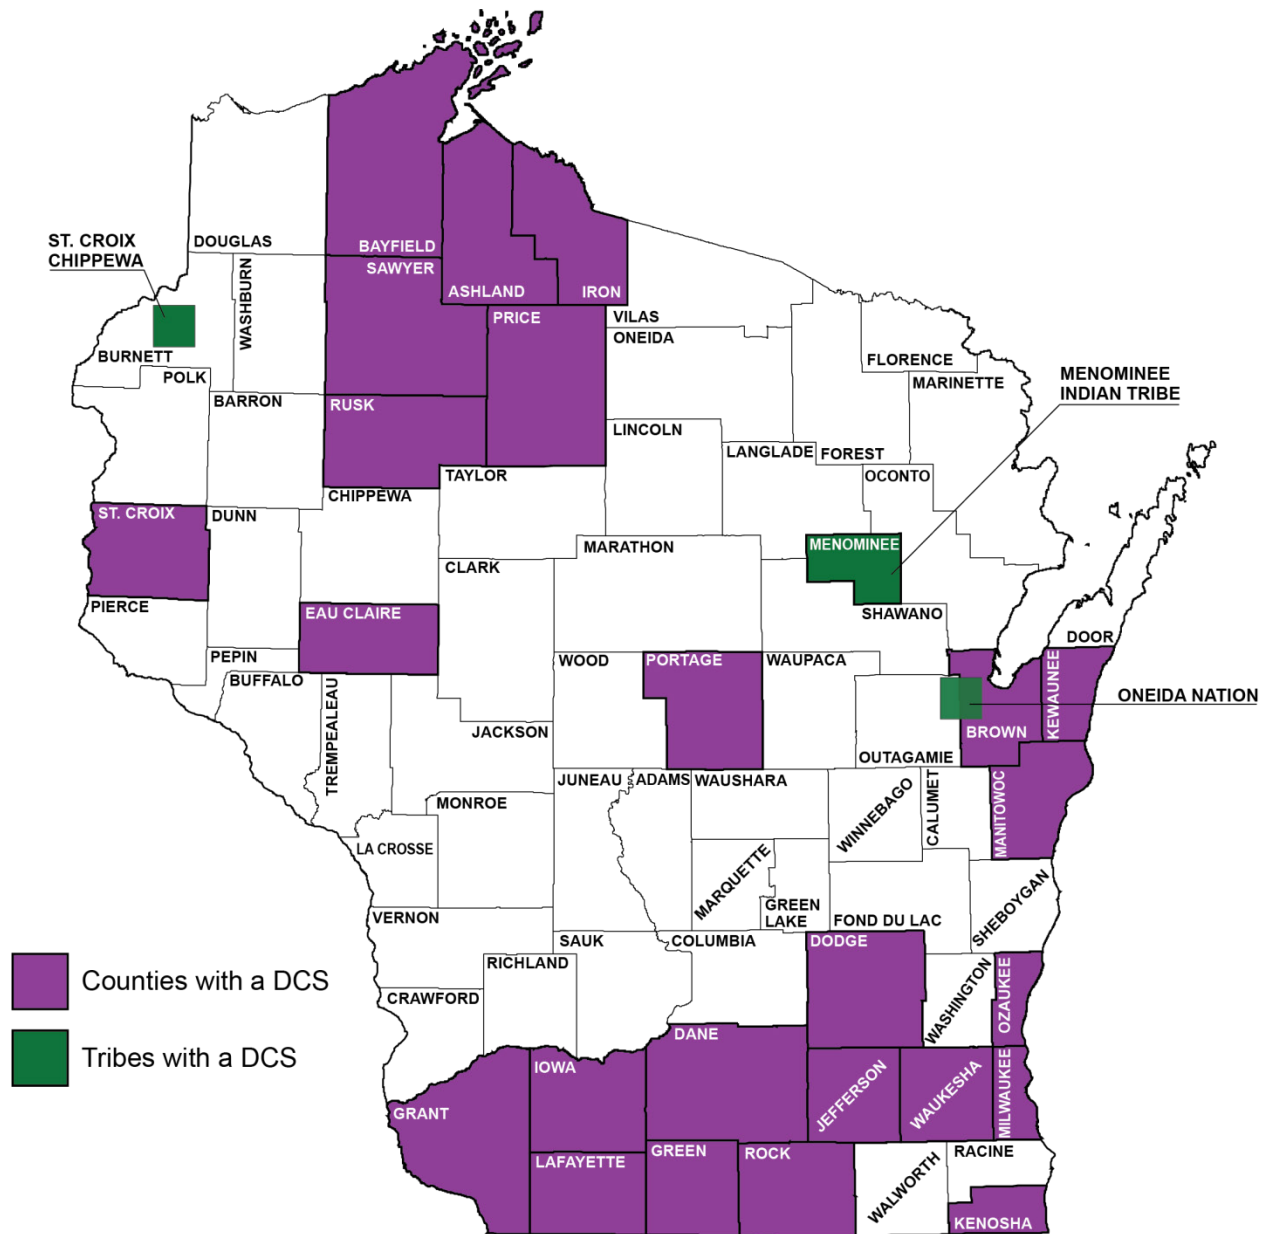 ST. CROIX
CHIPPEWA
DOUGLAS
BAYFIELD
SAWYER
ASHLAND
IRON
WASHBURN
BURNETT
POLK
BARRON
RUSK
PRICE
VILAS
ONEIDA
FLORENCE
MARINETTE
MENOMINEE
INDIAN TRIBE
LINCOLN
LANGLADE
FOREST
OCONTO
TAYLOR
CHIPPEWA
ST. CROIX
DUNN
MARATHON
MENOMINEE
CLARK
PIERCE
EAU CLAIRE
SHAWANO
DOOR
PEPIN
BUFFALO
WOOD
PORTAGE
WAUPACA
KEWAUNEE
ONEIDA NATION
TREMPEALEAU
JACKSON
BROWN
OUTAGAMIE
JUNEAU
ADAMS
WAUSHARA
WINNEBAGO
CALUMET
MANITOWOC
MONROE
LA CROSSE
MARQUETTE
GREEN
LAKE
FOND DU LAC
SHEBOYGAN
VERNON
SAUK
COLUMBIA
DODGE
RICHLAND
CRAWFORD
WASHINGTON
OZAUKEE
Counties with a DCS
Tribes with a DCS
DANE
IOWA
GRANT
JEFFERSON
WAUKESHA
MILWAUKEE
LAFAYETTE
GREEN
ROCK
WALWORTH
RACINE
KENOSHA